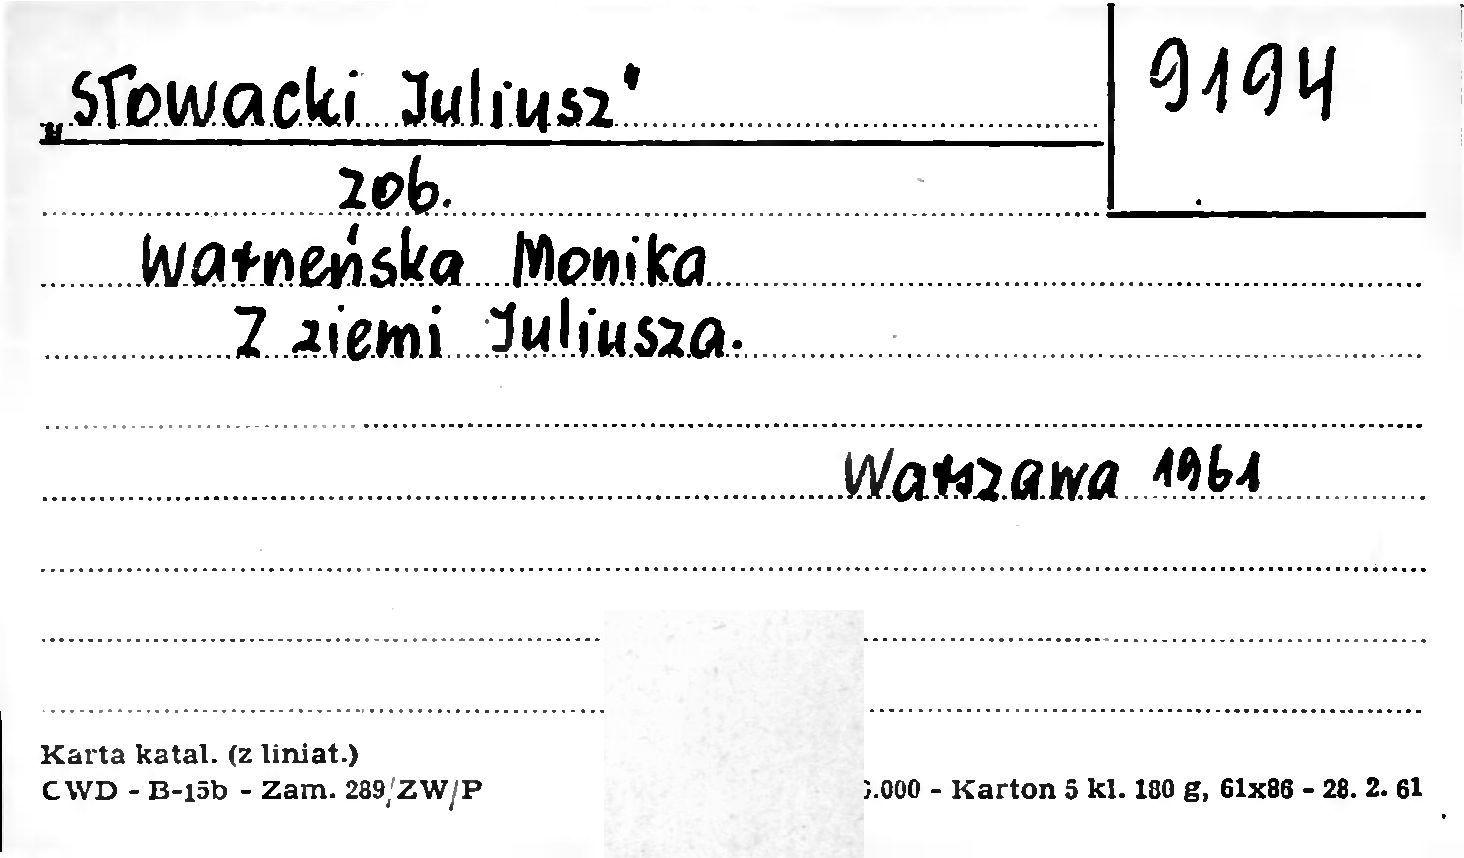 „Słowacki Juliusz"
9194
zob.
Warneńska Monika
Z ziemi Juliusza.
Warszawa 1961
Karta katal. (z liniat.)
CWD - B-15b - Zam. 289/ZW/P
.000 - Karton 5 kl. 180 g, 61x86 - 28. 2. 61